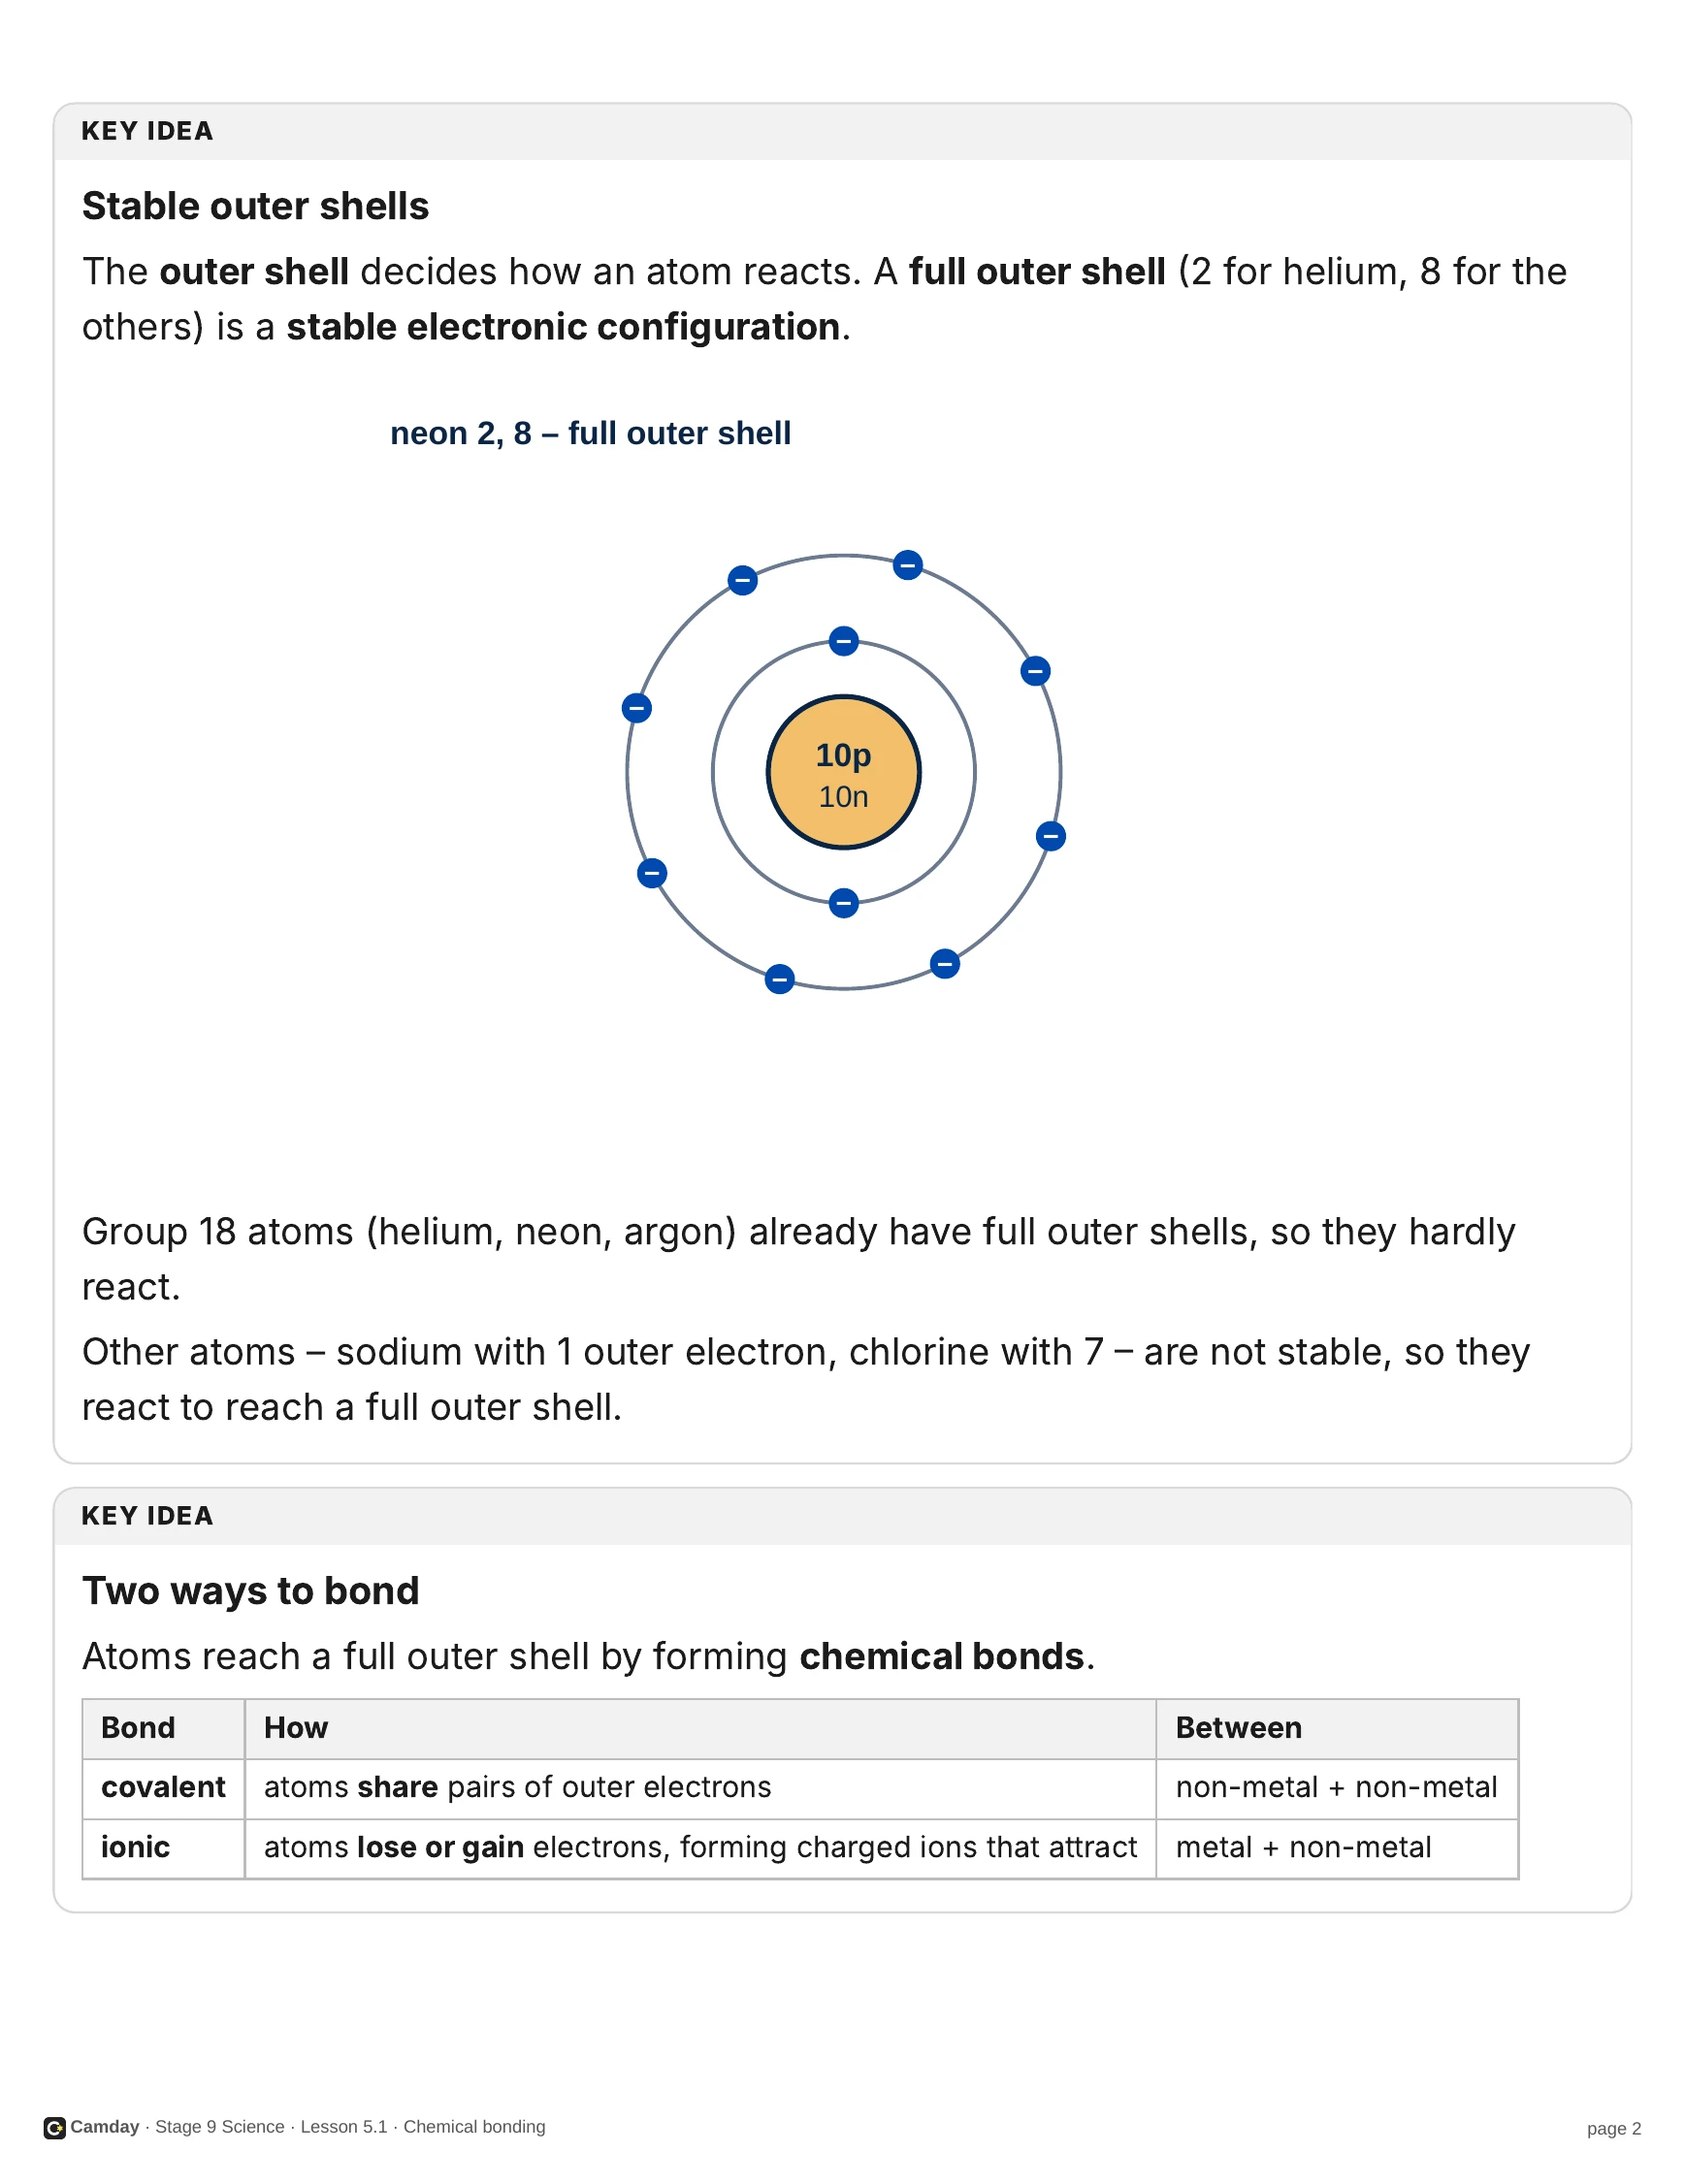 KEY IDEA
Stable outer shells
The outer shell decides how an atom reacts. A full outer shell (2 for helium, 8 for the
others) is a stable electronic configuration.
neon 2, 8 – full outer shell
10p
10n
Group 18 atoms (helium, neon, argon) already have full outer shells, so they hardly
react.
Other atoms – sodium with 1 outer electron, chlorine with 7 – are not stable, so they
react to reach a full outer shell.
KEY IDEA
Two ways to bond
Atoms reach a full outer shell by forming chemical bonds.
Bond How Between
covalent atoms share pairs of outer electrons non-metal + non-metal
ionic atoms lose or gain electrons, forming charged ions that attract metal + non-metal
Camday · Stage 9 Science · Lesson 5.1 · Chemical bonding page 2